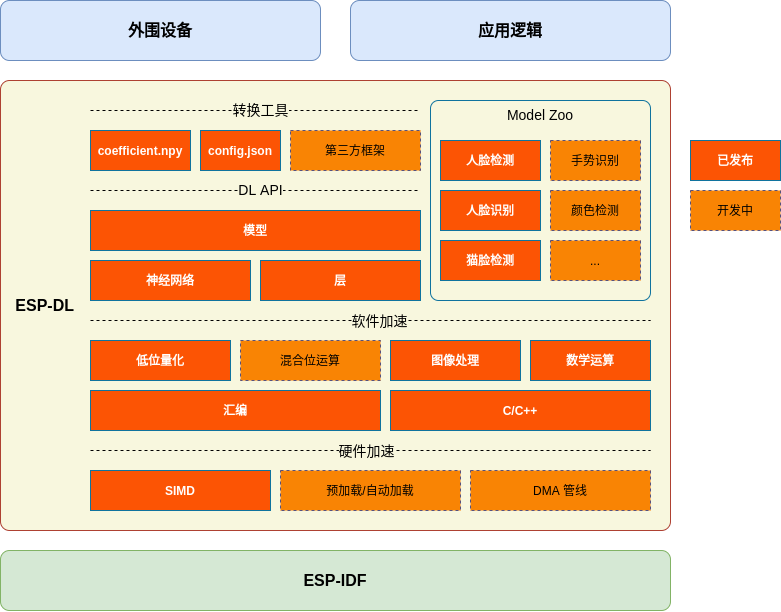 外围设备
应用逻辑
转换工具
coefficient.npy
config.json
第三方框架
DL API
模型
神经网络
层
Model Zoo
人脸检测
手势识别
人脸识别
颜色检测
猫脸检测
...
已发布
开发中
ESP-DL
软件加速
低位量化
混合位运算
图像处理
数学运算
汇编
C/C++
硬件加速
SIMD
预加载/自动加载
DMA 管线
ESP-IDF